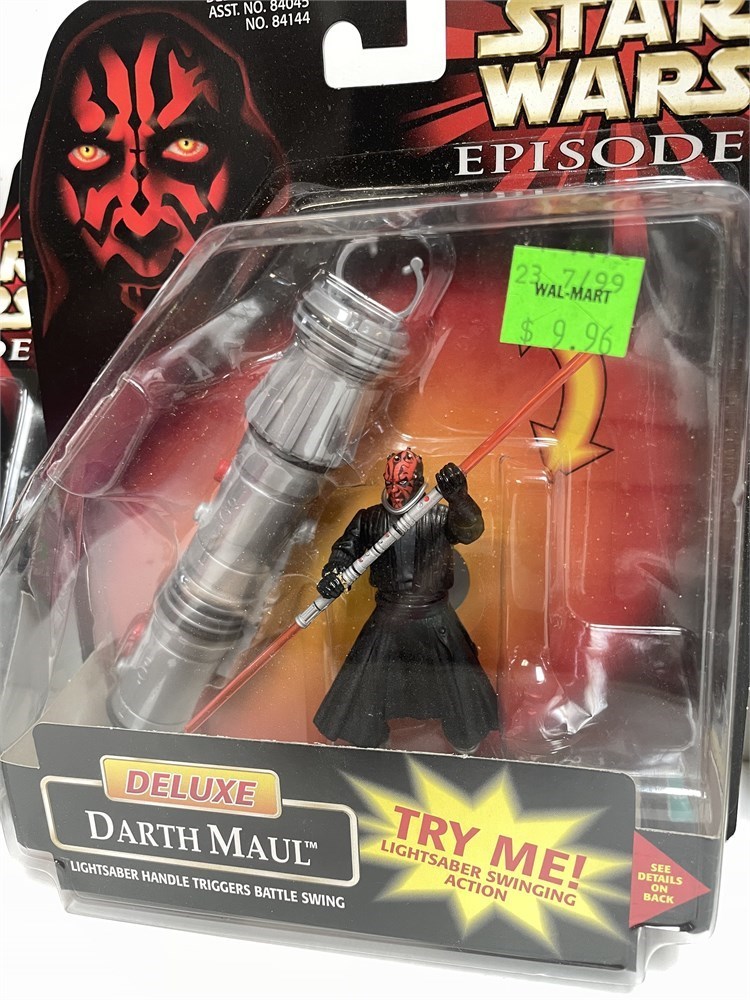 ASST. NO. 84045
NO. 84144
STAR
WARS
EPISODE
23 7/99
WAL-MART
$ 9.96
DELUXE
DARTH MAUL™
LIGHTSABER HANDLE TRIGGERS BATTLE SWING
TRY ME!
LIGHTSABER SWINGING
ACTION
SEE
DETAILS
ON
BACK